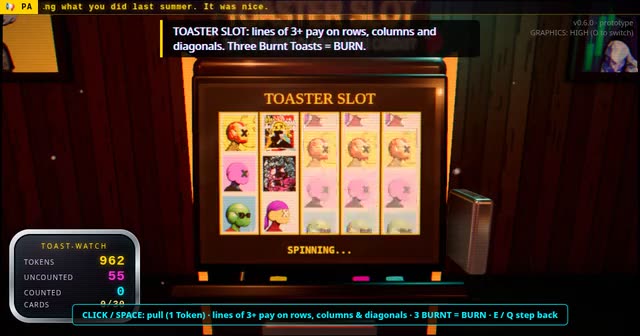 PA ng what you did last summer. It was nice.
TOASTER SLOT: lines of 3+ pay on rows, columns and
diagonals. Three Burnt Toasts = BURN.
v0.6.0 · prototype
GRAPHICS: HIGH (O to switch)
TOASTER SLOT
SPINNING...
TOAST-WATCH
TOKENS 962
UNCOUNTED 55
COUNTED 0
CARDS 0/30
CLICK / SPACE: pull (1 Token) · lines of 3+ pay on rows, columns & diagonals · 3 BURNT = BURN · E / Q step back